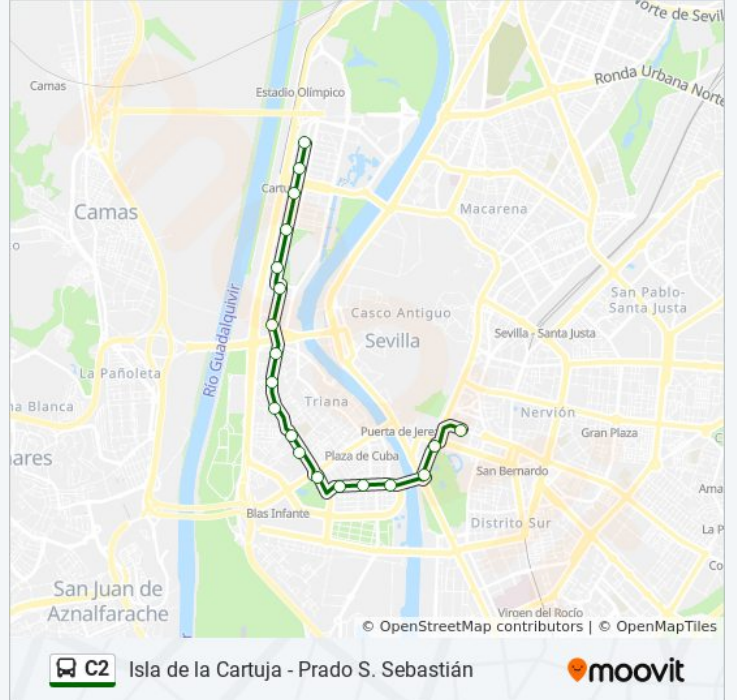 Norte de Sevil
Camas
Estadio Olímpico
Ronda Urbana Norte
Cartu
Camas
Macarena
San Pablo-
Santa Justa
Río Guadalquivir
Casco Antiguo
Sevilla
Sevilla - Santa Justa
La Pañoleta
Triana
na Blanca
Nervión
Puerta de Jere
Gran Plaza
C
ares
Plaza de Cuba
San Bernardo
Ama
Blas Infante
Distrito Sur
La P
Co
San Juan de
Aznalfarache
Virgen del Rocío
© OpenStreetMap contributors | © OpenMapTiles
C2 Isla de la Cartuja - Prado S. Sebastián
moovit